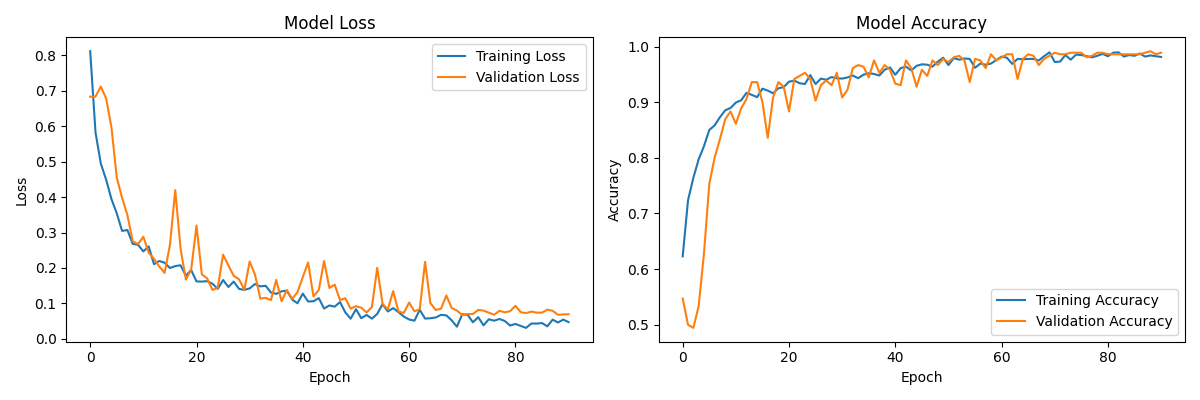 Model Loss
Training Loss
Validation Loss
0.8
0.7
0.6
0.5
0.4
0.3
0.2
0.1
0.0
Loss
0
20
40
60
80
Epoch
Model Accuracy
1.0
0.9
0.8
0.7
0.6
0.5
Accuracy
Training Accuracy
Validation Accuracy
0
20
40
60
80
Epoch